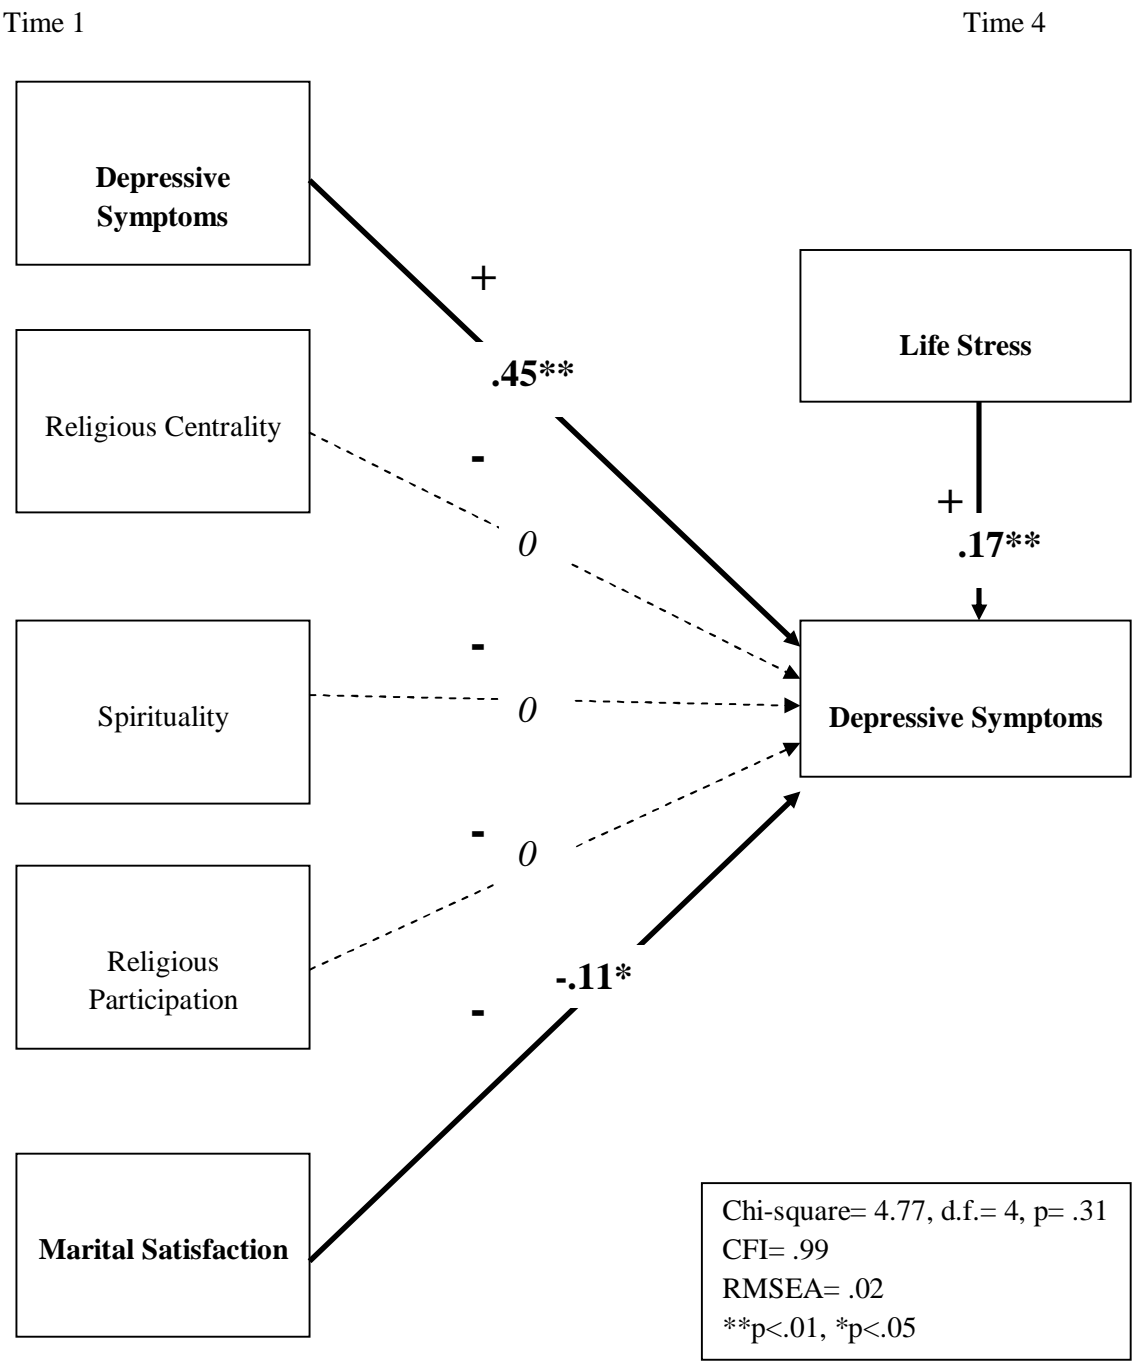 Time 1
Time 4
Depressive
Symptoms
+
.45**
Life Stress
+
.17**
Religious Centrality
-
0
Spirituality
-
0
Depressive Symptoms
Religious
Participation
-
0
-.11*
-
Marital Satisfaction
Chi-square= 4.77, d.f.= 4, p= .31
CFI= .99
RMSEA= .02
**p<.01, *p<.05